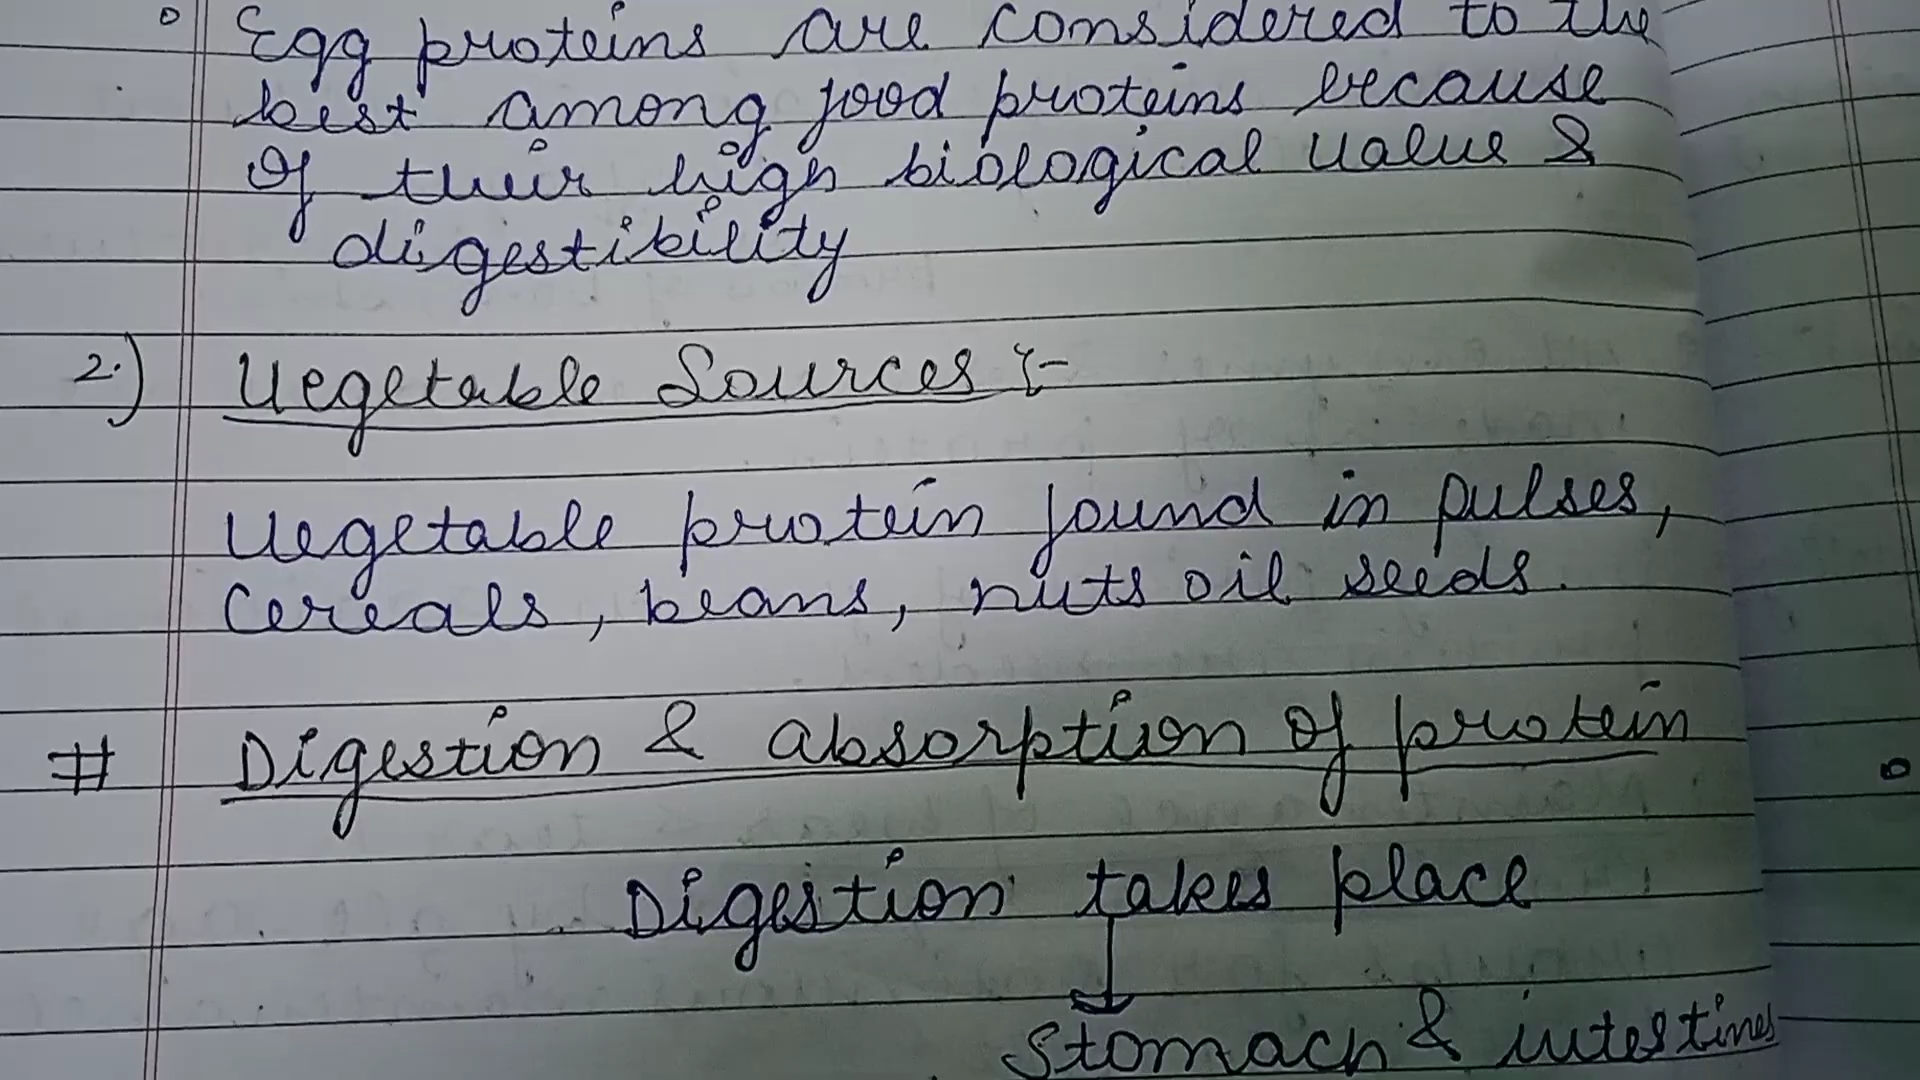 Egg proteins are considered to the
best among food proteins because
of their high biological value &
digestibility
2.) Vegetable Sources :-
Vegetable protein found in pulses,
Cereals, beans, nuts oil seeds.
# Digestion & absorption of protein
Digestion takes place
Stomach & intestines